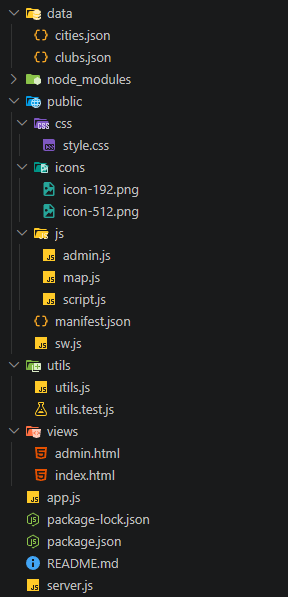 data
cities.json
clubs.json
node_modules
public
css
style.css
icons
icon-192.png
icon-512.png
js
admin.js
map.js
script.js
manifest.json
sw.js
utils
utils.js
utils.test.js
views
admin.html
index.html
app.js
package-lock.json
package.json
README.md
server.js